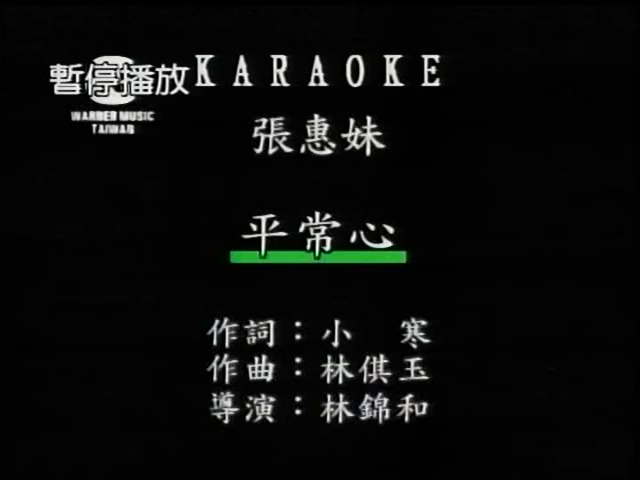 KARAOKE
暫停播放
WARNER MUSIC
TAIWAN
張惠妹
平常心
作詞：小　寒
作曲：林倛玉
導演：林錦和